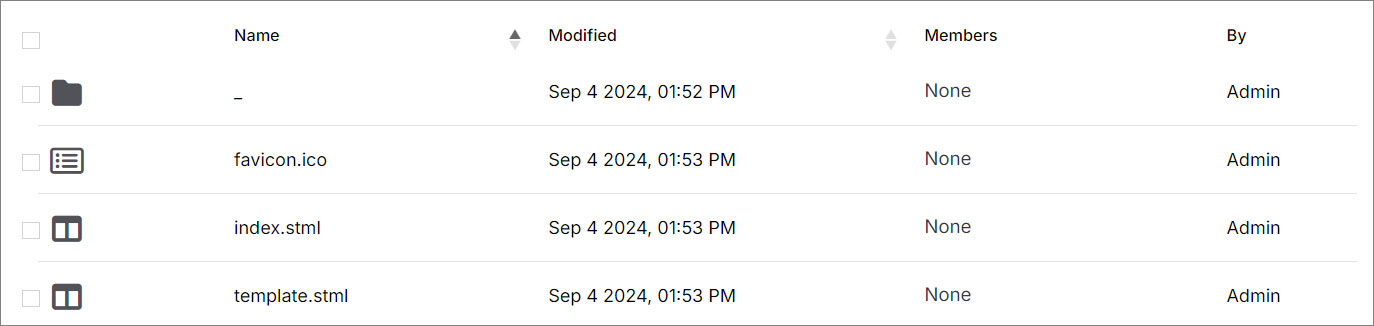 Name Modified Members By
_ Sep 4 2024, 01:52 PM None Admin
favicon.ico Sep 4 2024, 01:53 PM None Admin
index.stml Sep 4 2024, 01:53 PM None Admin
template.stml Sep 4 2024, 01:53 PM None Admin